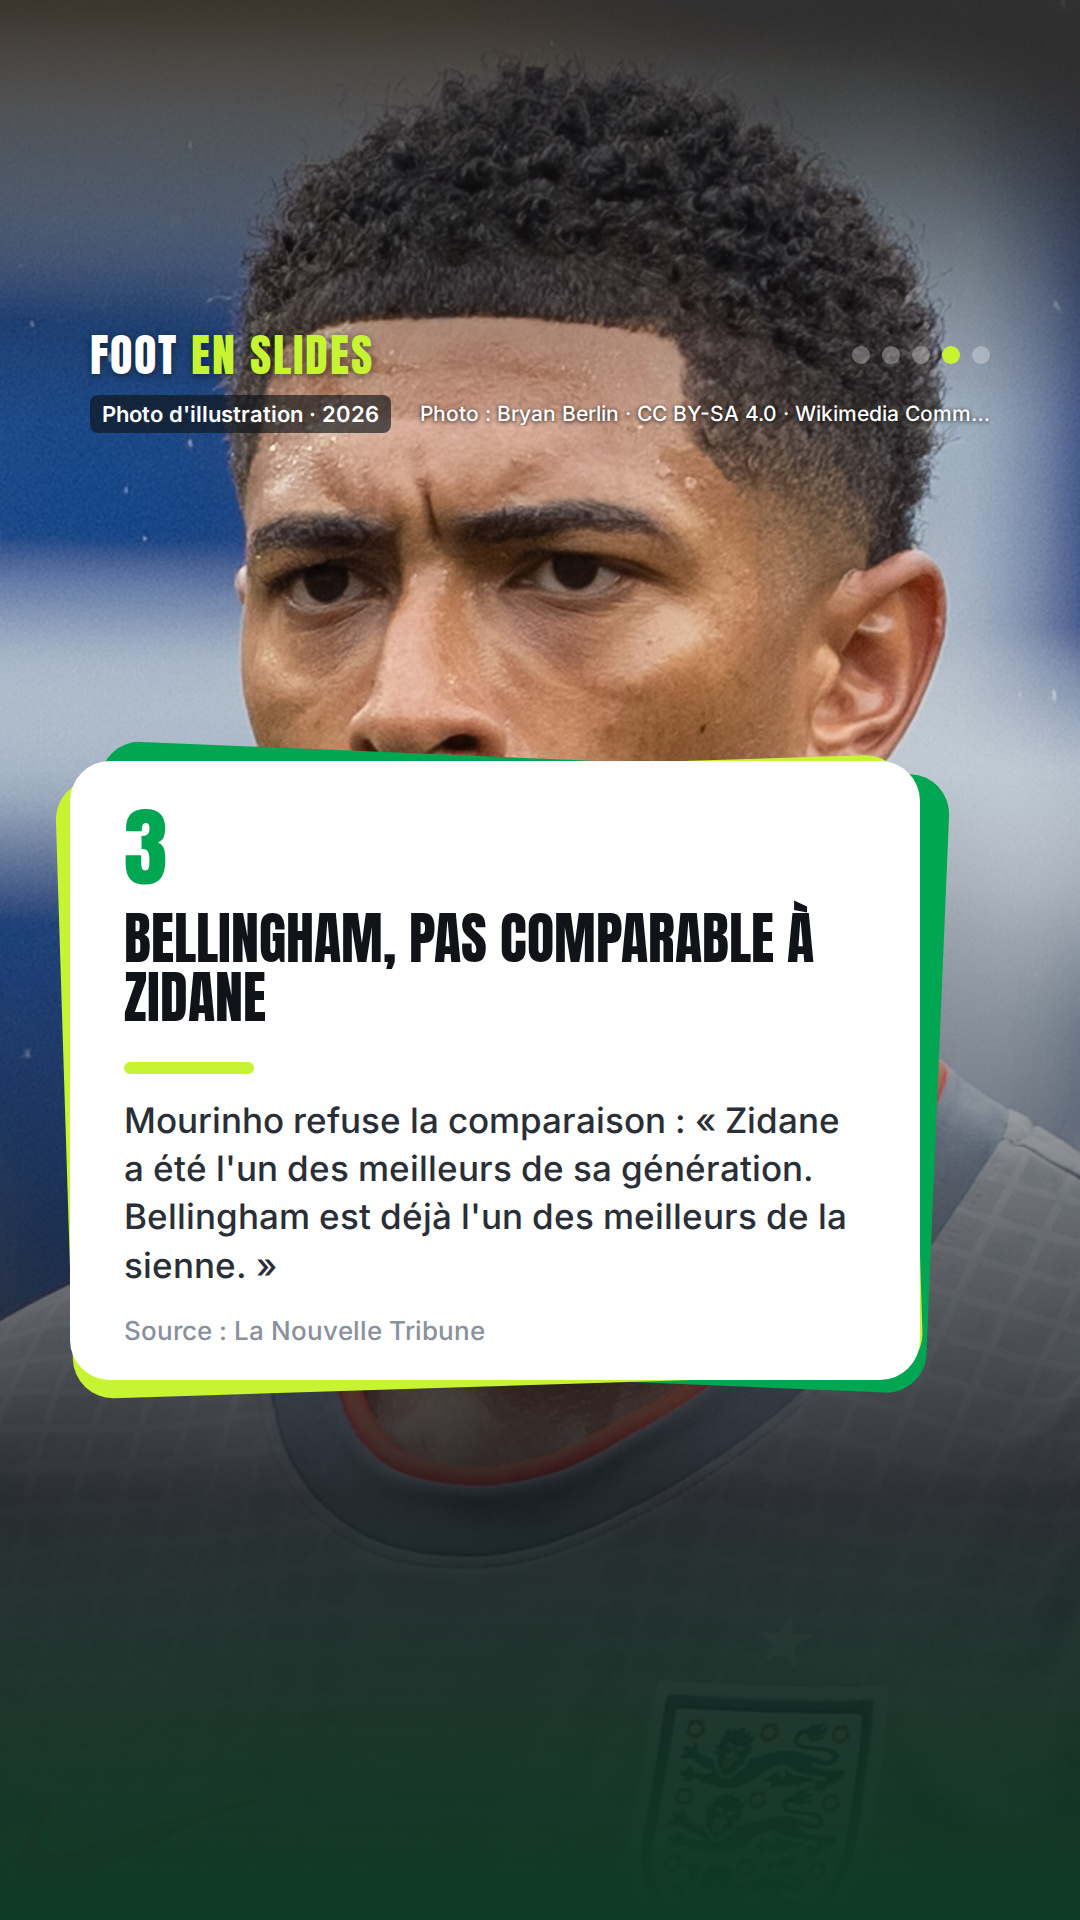 FOOT EN SLIDES
Photo d'illustration · 2026
Photo : Bryan Berlin · CC BY-SA 4.0 · Wikimedia Comm...
3
BELLINGHAM, PAS COMPARABLE À
ZIDANE
Mourinho refuse la comparaison : « Zidane
a été l'un des meilleurs de sa génération.
Bellingham est déjà l'un des meilleurs de la
sienne. »
Source : La Nouvelle Tribune